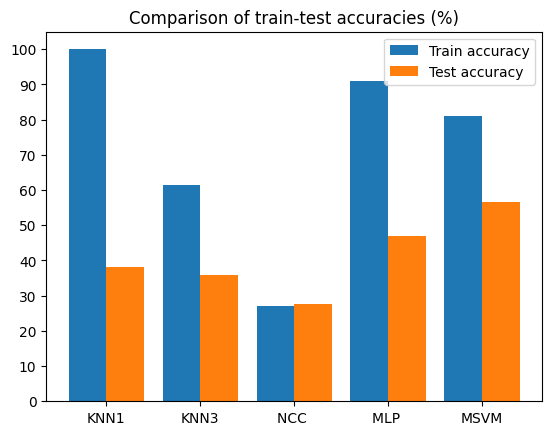 Comparison of train-test accuracies (%)
Train accuracy
Test accuracy
100
90
80
70
60
50
40
30
20
10
0
KNN1 KNN3 NCC MLP MSVM